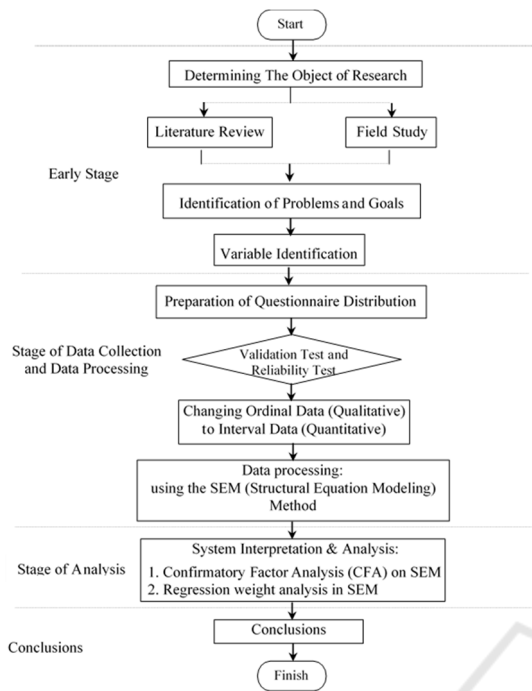 Start
Determining The Object of Research
Literature Review
Field Study
Early Stage
Identification of Problems and Goals
Variable Identification
Preparation of Questionnaire Distribution
Stage of Data Collection
and Data Processing
Validation Test and
Reliability Test
Changing Ordinal Data (Qualitative)
to Interval Data (Quantitative)
Data processing:
using the SEM (Structural Equation Modeling)
Method
Stage of Analysis
System Interpretation & Analysis:
1. Confirmatory Factor Analysis (CFA) on SEM
2. Regression weight analysis in SEM
Conclusions
Conclusions
Finish